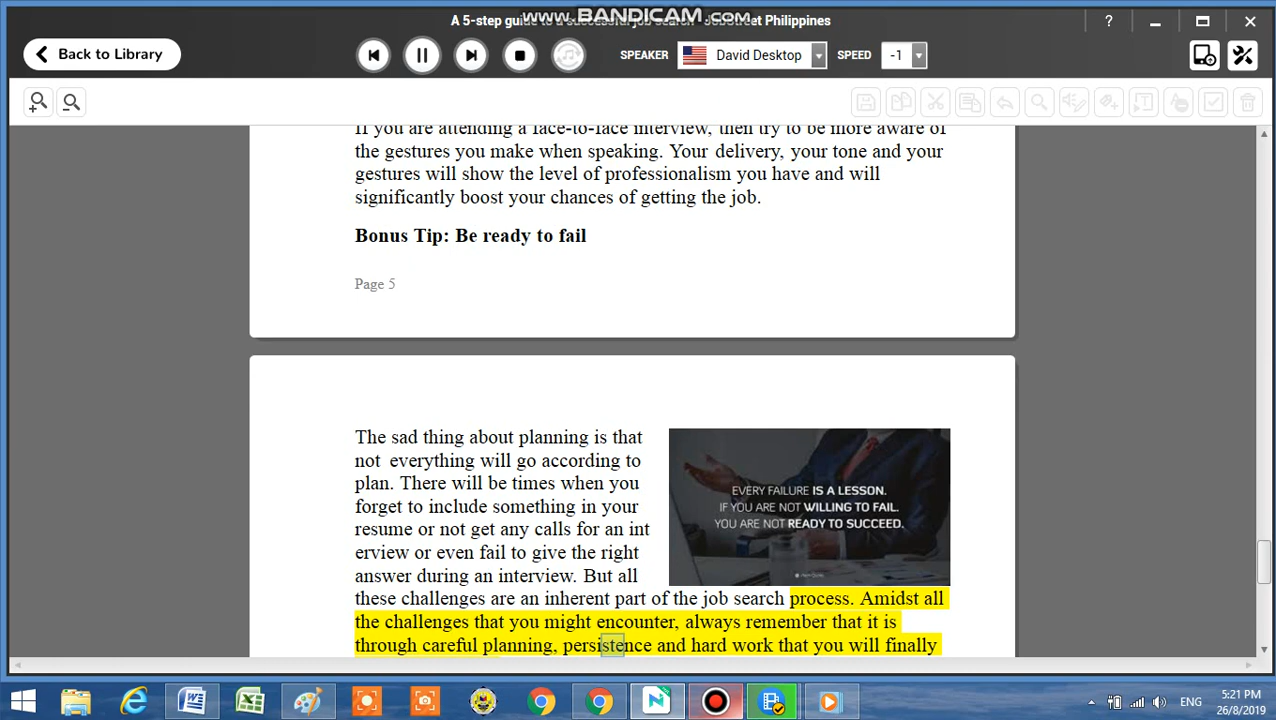 A 5-step guide to a successful job search - JobStreet Philippines
www.BANDICAM.com
Back to Library
SPEAKER
David Desktop
SPEED
-1
If you are attending a face-to-face interview, then try to be more aware of
the gestures you make when speaking. Your delivery, your tone and your
gestures will show the level of professionalism you have and will
significantly boost your chances of getting the job.
Bonus Tip: Be ready to fail
Page 5
The sad thing about planning is that
not everything will go according to
plan. There will be times when you
forget to include something in your
resume or not get any calls for an int
erview or even fail to give the right
answer during an interview. But all
these challenges are an inherent part of the job search process. Amidst all
the challenges that you might encounter, always remember that it is
through careful planning, persistence and hard work that you will finally
EVERY FAILURE IS A LESSON.
IF YOU ARE NOT WILLING TO FAIL.
YOU ARE NOT READY TO SUCCEED.
ENG
5:21 PM
26/8/2019